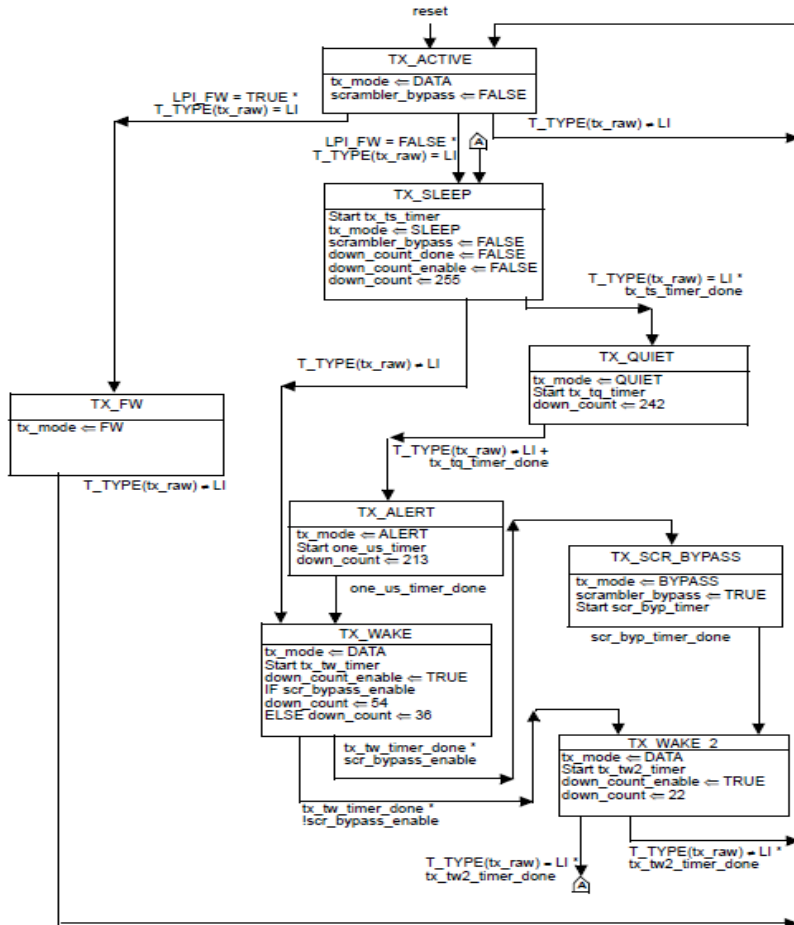 reset
TX_ACTIVE
tx_mode ⇐ DATA
scrambler_bypass ⇐ FALSE
LPI_FW = TRUE *
T_TYPE(tx_raw) = LI
LPI_FW = FALSE *
T_TYPE(tx_raw) = LI
A
T_TYPE(tx_raw) ≠ LI
TX_SLEEP
Start tx_ts_timer
tx_mode ⇐ SLEEP
scrambler_bypass ⇐ FALSE
down_count_done ⇐ FALSE
down_count_enable ⇐ FALSE
down_count ⇐ 255
T_TYPE(tx_raw) = LI *
tx_ts_timer_done
T_TYPE(tx_raw) ≠ LI
TX_QUIET
tx_mode ⇐ QUIET
Start tx_tq_timer
down_count ⇐ 242
TX_FW
tx_mode ⇐ FW
T_TYPE(tx_raw) ≠ LI
T_TYPE(tx_raw) ≠ LI +
tx_tq_timer_done
TX_ALERT
tx_mode ⇐ ALERT
Start one_us_timer
down_count ⇐ 213
one_us_timer_done
TX_SCR_BYPASS
tx_mode ⇐ BYPASS
scrambler_bypass ⇐ TRUE
Start scr_byp_timer
scr_byp_timer_done
TX_WAKE
tx_mode ⇐ DATA
Start tx_tw_timer
down_count_enable ⇐ TRUE
IF scr_bypass_enable
down_count ⇐ 54
ELSE down_count ⇐ 36
tx_tw_timer_done *
scr_bypass_enable
tx_tw_timer_done *
!scr_bypass_enable
TX_WAKE_2
tx_mode ⇐ DATA
Start tx_tw2_timer
down_count_enable ⇐ TRUE
down_count ⇐ 22
T_TYPE(tx_raw) = LI *
tx_tw2_timer_done
A
T_TYPE(tx_raw) ≠ LI *
tx_tw2_timer_done